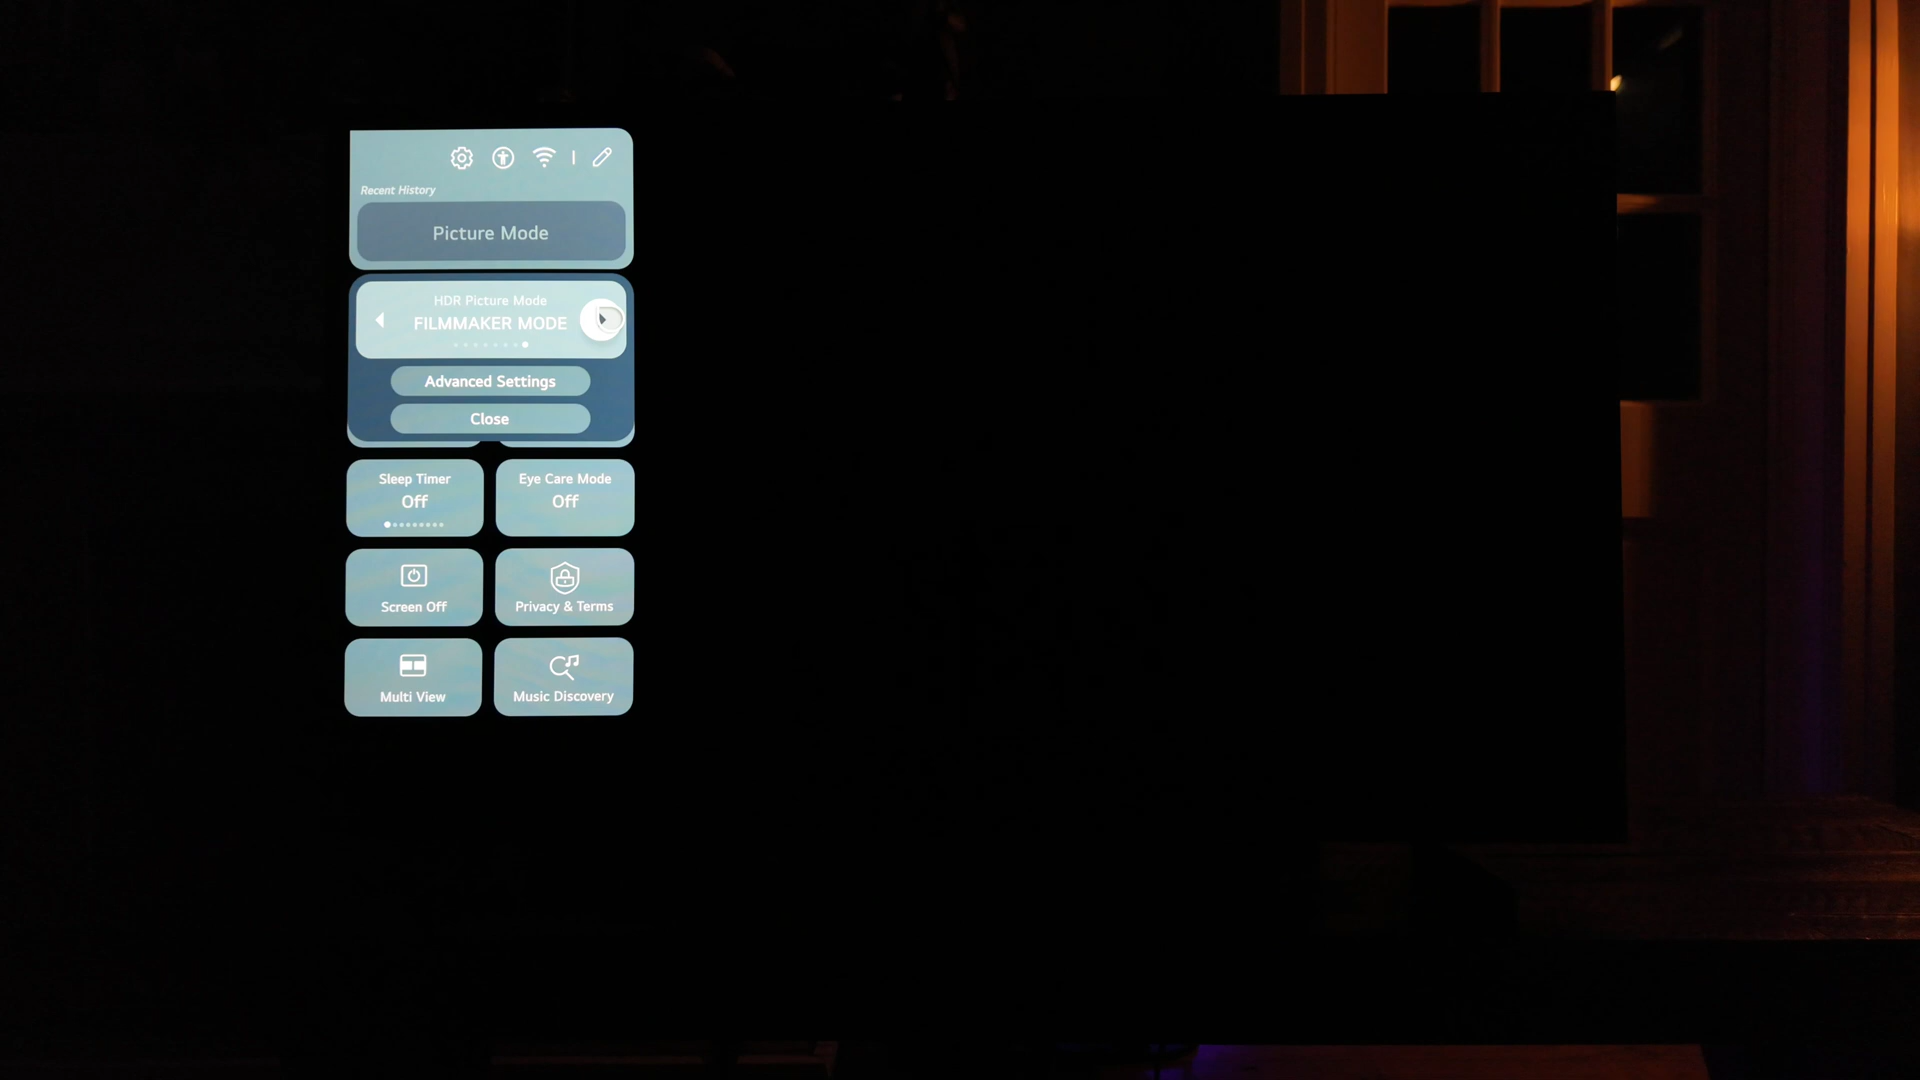 Recent History
Picture Mode
HDR Picture Mode
FILMMAKER MODE
Advanced Settings
Close
Sleep Timer
Off
Eye Care Mode
Off
Screen Off
Privacy & Terms
Multi View
Music Discovery